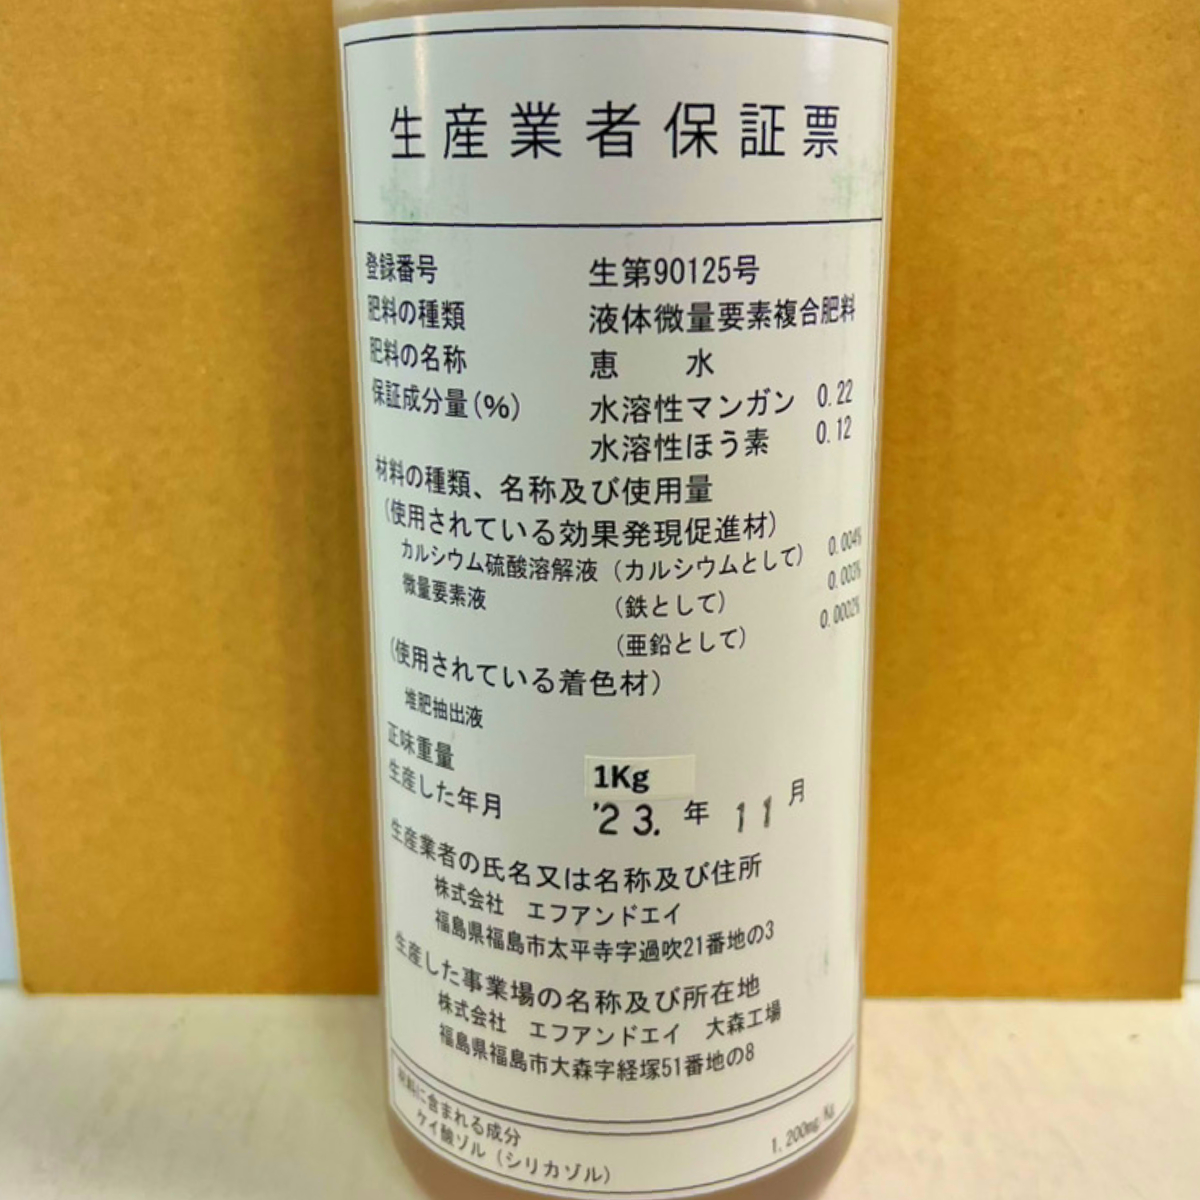 生産業者保証票
登録番号 生第90125号
肥料の種類 液体微量要素複合肥料
肥料の名称 恵 水
保証成分量(%) 水溶性マンガン 0.22
水溶性ほう素 0.12
材料の種類、名称及び使用量
(使用されている効果発現促進材)
カルシウム硫酸溶解液 (カルシウムとして) 0.004%
微量要素液 (鉄として) 0.003%
(亜鉛として) 0.0002%
(使用されている着色材)
堆肥抽出液
正味重量 1Kg
生産した年月 '23. 年 11 月
生産業者の氏名又は名称及び住所
株式会社 エフアンドエイ
福島県福島市太平寺字過吹21番地の3
生産した事業場の名称及び所在地
株式会社 エフアンドエイ 大森工場
福島県福島市大森字経塚51番地の8
に含まれる成分
ケイ酸ゾル(シリカゾル) 1,200mg/Kg